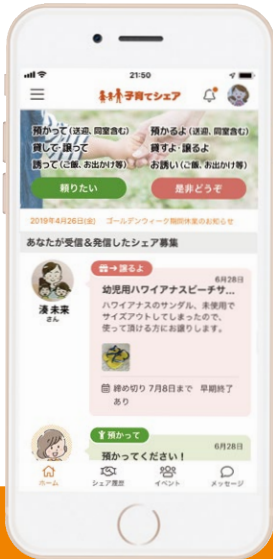 21:50
子育てシェア
預かって(送迎、同室含む)
貸して・譲って
誘って(ご飯、お出かけ等)
預かるよ(送迎、同室含む)
貸すよ・譲るよ
お誘い(ご飯、お出かけ等)
頼りたい
是非どうぞ
2019年4月26日(金) ゴールデンウィーク期間休業のお知らせ
あなたが受信&発信したシェア募集
→譲るよ
6月28日
幼児用ハワイアナスビーチサ...
ハワイアナスのサンダル、未使用で
サイズアウトしてしまったので、
使って頂ける方にお譲りします。
湊 未来
さん
締め切り 7月8日まで 早期終了
あり
預かって
6月28日
預かってください!
ホーム
シェア履歴
イベント
メッセージ